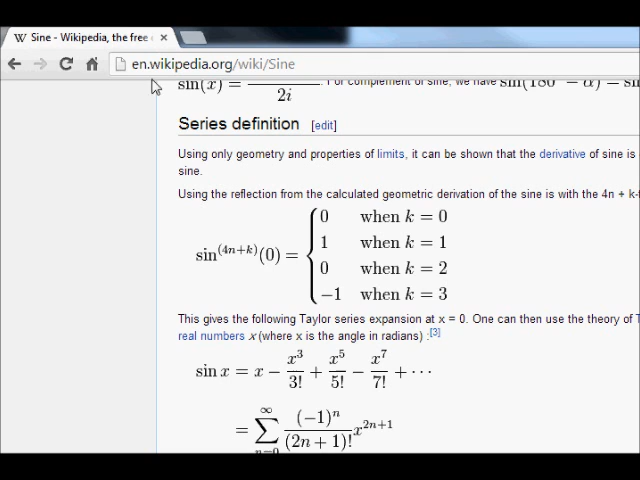 Sine - Wikipedia, the free
en.wikipedia.org/wiki/Sine
sin(x) =
2i
Series definition [edit]
Using only geometry and properties of limits, it can be shown that the derivative of sine is
sine.
Using the reflection from the calculated geometric derivation of the sine is with the 4n + k-
sin^(4n+k)(0) = { 0 when k = 0
1 when k = 1
0 when k = 2
−1 when k = 3
This gives the following Taylor series expansion at x = 0. One can then use the theory of
real numbers x (where x is the angle in radians) :[3]
sin x = x − x^3/3! + x^5/5! − x^7/7! + ⋯
= ∑ n=0 ∞ (−1)^n/(2n + 1)! x^2n+1